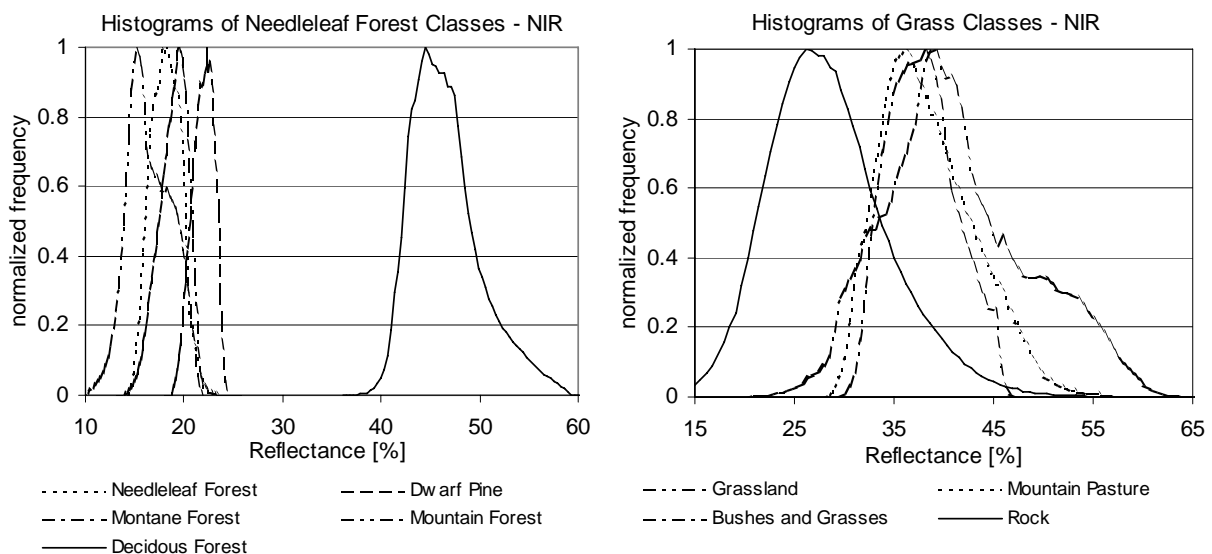 Histograms of Needleleaf Forest Classes - NIR
normalized frequency
1
0.8
0.6
0.4
0.2
0
10 20 30 40 50 60
Reflectance [%]
Needleleaf Forest
Dwarf Pine
Montane Forest
Mountain Forest
Decidous Forest
Histograms of Grass Classes - NIR
normalized frequency
1
0.8
0.6
0.4
0.2
0
15 25 35 45 55 65
Reflectance [%]
Grassland
Mountain Pasture
Bushes and Grasses
Rock